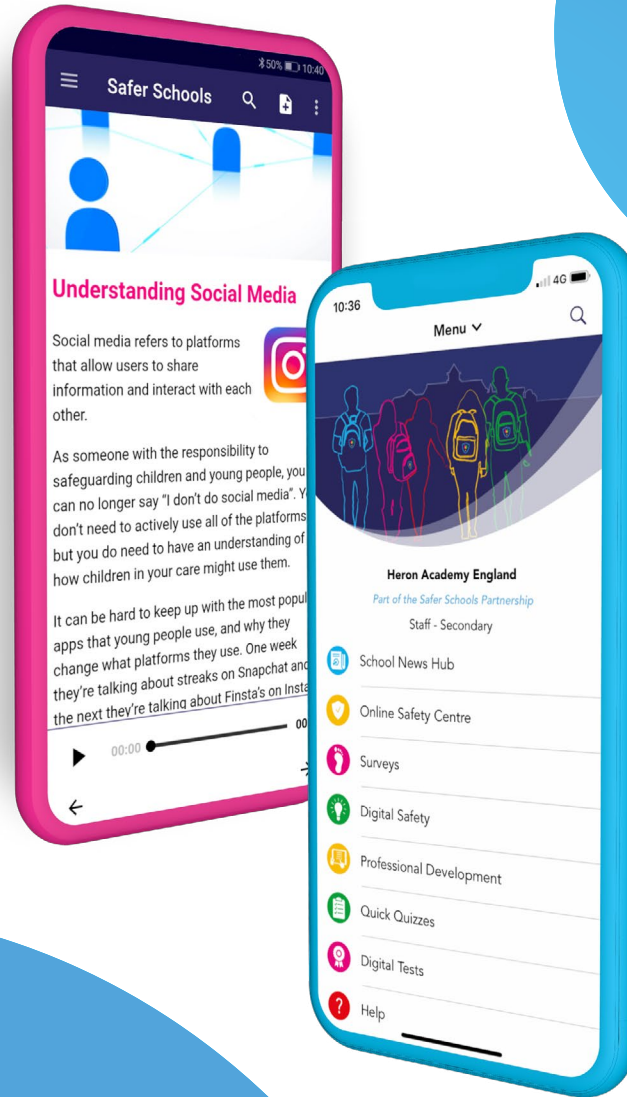 50% 10:40
Safer Schools
Understanding Social Media
Social media refers to platforms
that allow users to share
information and interact with each
other.
As someone with the responsibility to
safeguarding children and young people, you
can no longer say "I don't do social media". Y
don't need to actively use all of the platforms
but you do need to have an understanding of
how children in your care might use them.
It can be hard to keep up with the most popul
apps that young people use, and why they
change what platforms they use. One week
they're talking about streaks on Snapchat and
the next they're talking about Finsta's on Insta
00:00
00
10:36
4G
Menu
Heron Academy England
Part of the Safer Schools Partnership
Staff - Secondary
School News Hub
Online Safety Centre
Surveys
Digital Safety
Professional Development
Quick Quizzes
Digital Tests
? Help